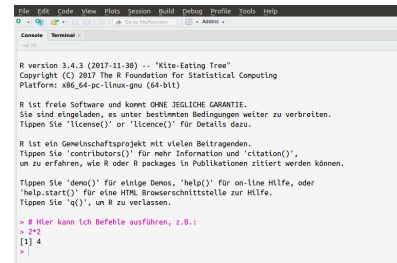 File Edit Code View Plots Session Build Debug Profile Tools Help
Go to file/function Addins
Console Terminal
~/
R version 3.4.3 (2017-11-30) -- "Kite-Eating Tree"
Copyright (C) 2017 The R Foundation for Statistical Computing
Platform: x86_64-pc-linux-gnu (64-bit)
R ist freie Software und kommt OHNE JEGLICHE GARANTIE.
Sie sind eingeladen, es unter bestimmten Bedingungen weiter zu verbreiten.
Tippen Sie 'license()' or 'licence()' für Details dazu.
R ist ein Gemeinschaftsprojekt mit vielen Beitragenden.
Tippen Sie 'contributors()' für mehr Information und 'citation()',
um zu erfahren, wie R oder R packages in Publikationen zitiert werden können.
Tippen Sie 'demo()' für einige Demos, 'help()' für on-line Hilfe, oder
'help.start()' für eine HTML Browserschnittstelle zur Hilfe.
Tippen Sie 'q()', um R zu verlassen.
> # Hier kann ich Befehle ausführen, z.B.:
> 2*2
[1] 4
>